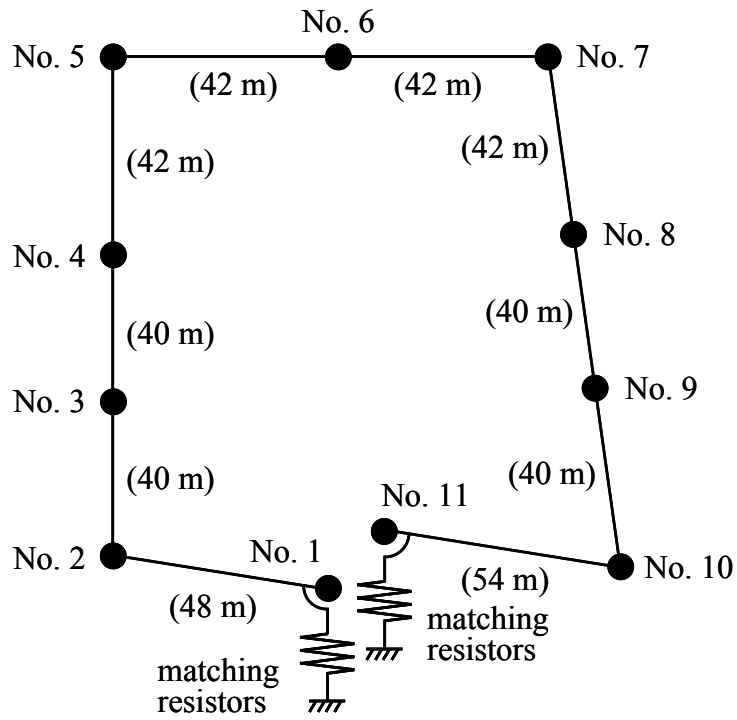 No. 6
No. 5
No. 7
(42 m)
(42 m)
(42 m)
(42 m)
No. 8
No. 4
(40 m)
(40 m)
No. 9
No. 3
(40 m)
(40 m)
No. 11
No. 1
No. 2
No. 10
(54 m)
(48 m)
matching
resistors
matching
resistors